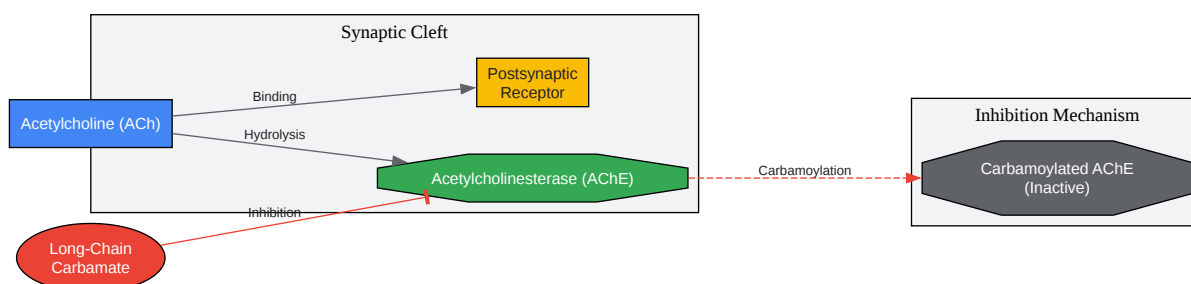 Synaptic Cleft
Postsynaptic
Receptor
Binding
Acetylcholine (ACh)
Hydrolysis
Acetylcholinesterase (AChE)
Inhibition
Long-Chain
Carbamate
Carbamoylation
Inhibition Mechanism
Carbamoylated AChE
(Inactive)